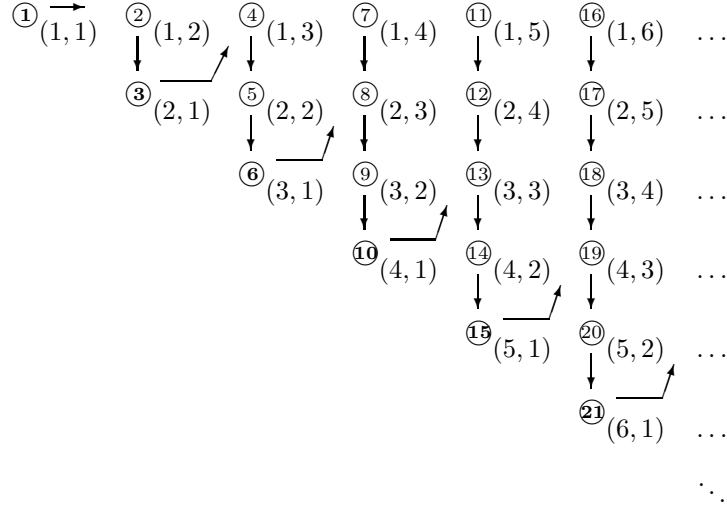 ① (1, 1) ② (1, 2) ④ (1, 3) ⑦ (1, 4) ⑪ (1, 5) ⑯ (1, 6) …
③ (2, 1) ⑤ (2, 2) ⑧ (2, 3) ⑫ (2, 4) ⑰ (2, 5) …
⑥ (3, 1) ⑨ (3, 2) ⑬ (3, 3) ⑱ (3, 4) …
⑩ (4, 1) ⑭ (4, 2) ⑲ (4, 3) …
⑮ (5, 1) ⑳ (5, 2) …
㉑ (6, 1) …
⋱